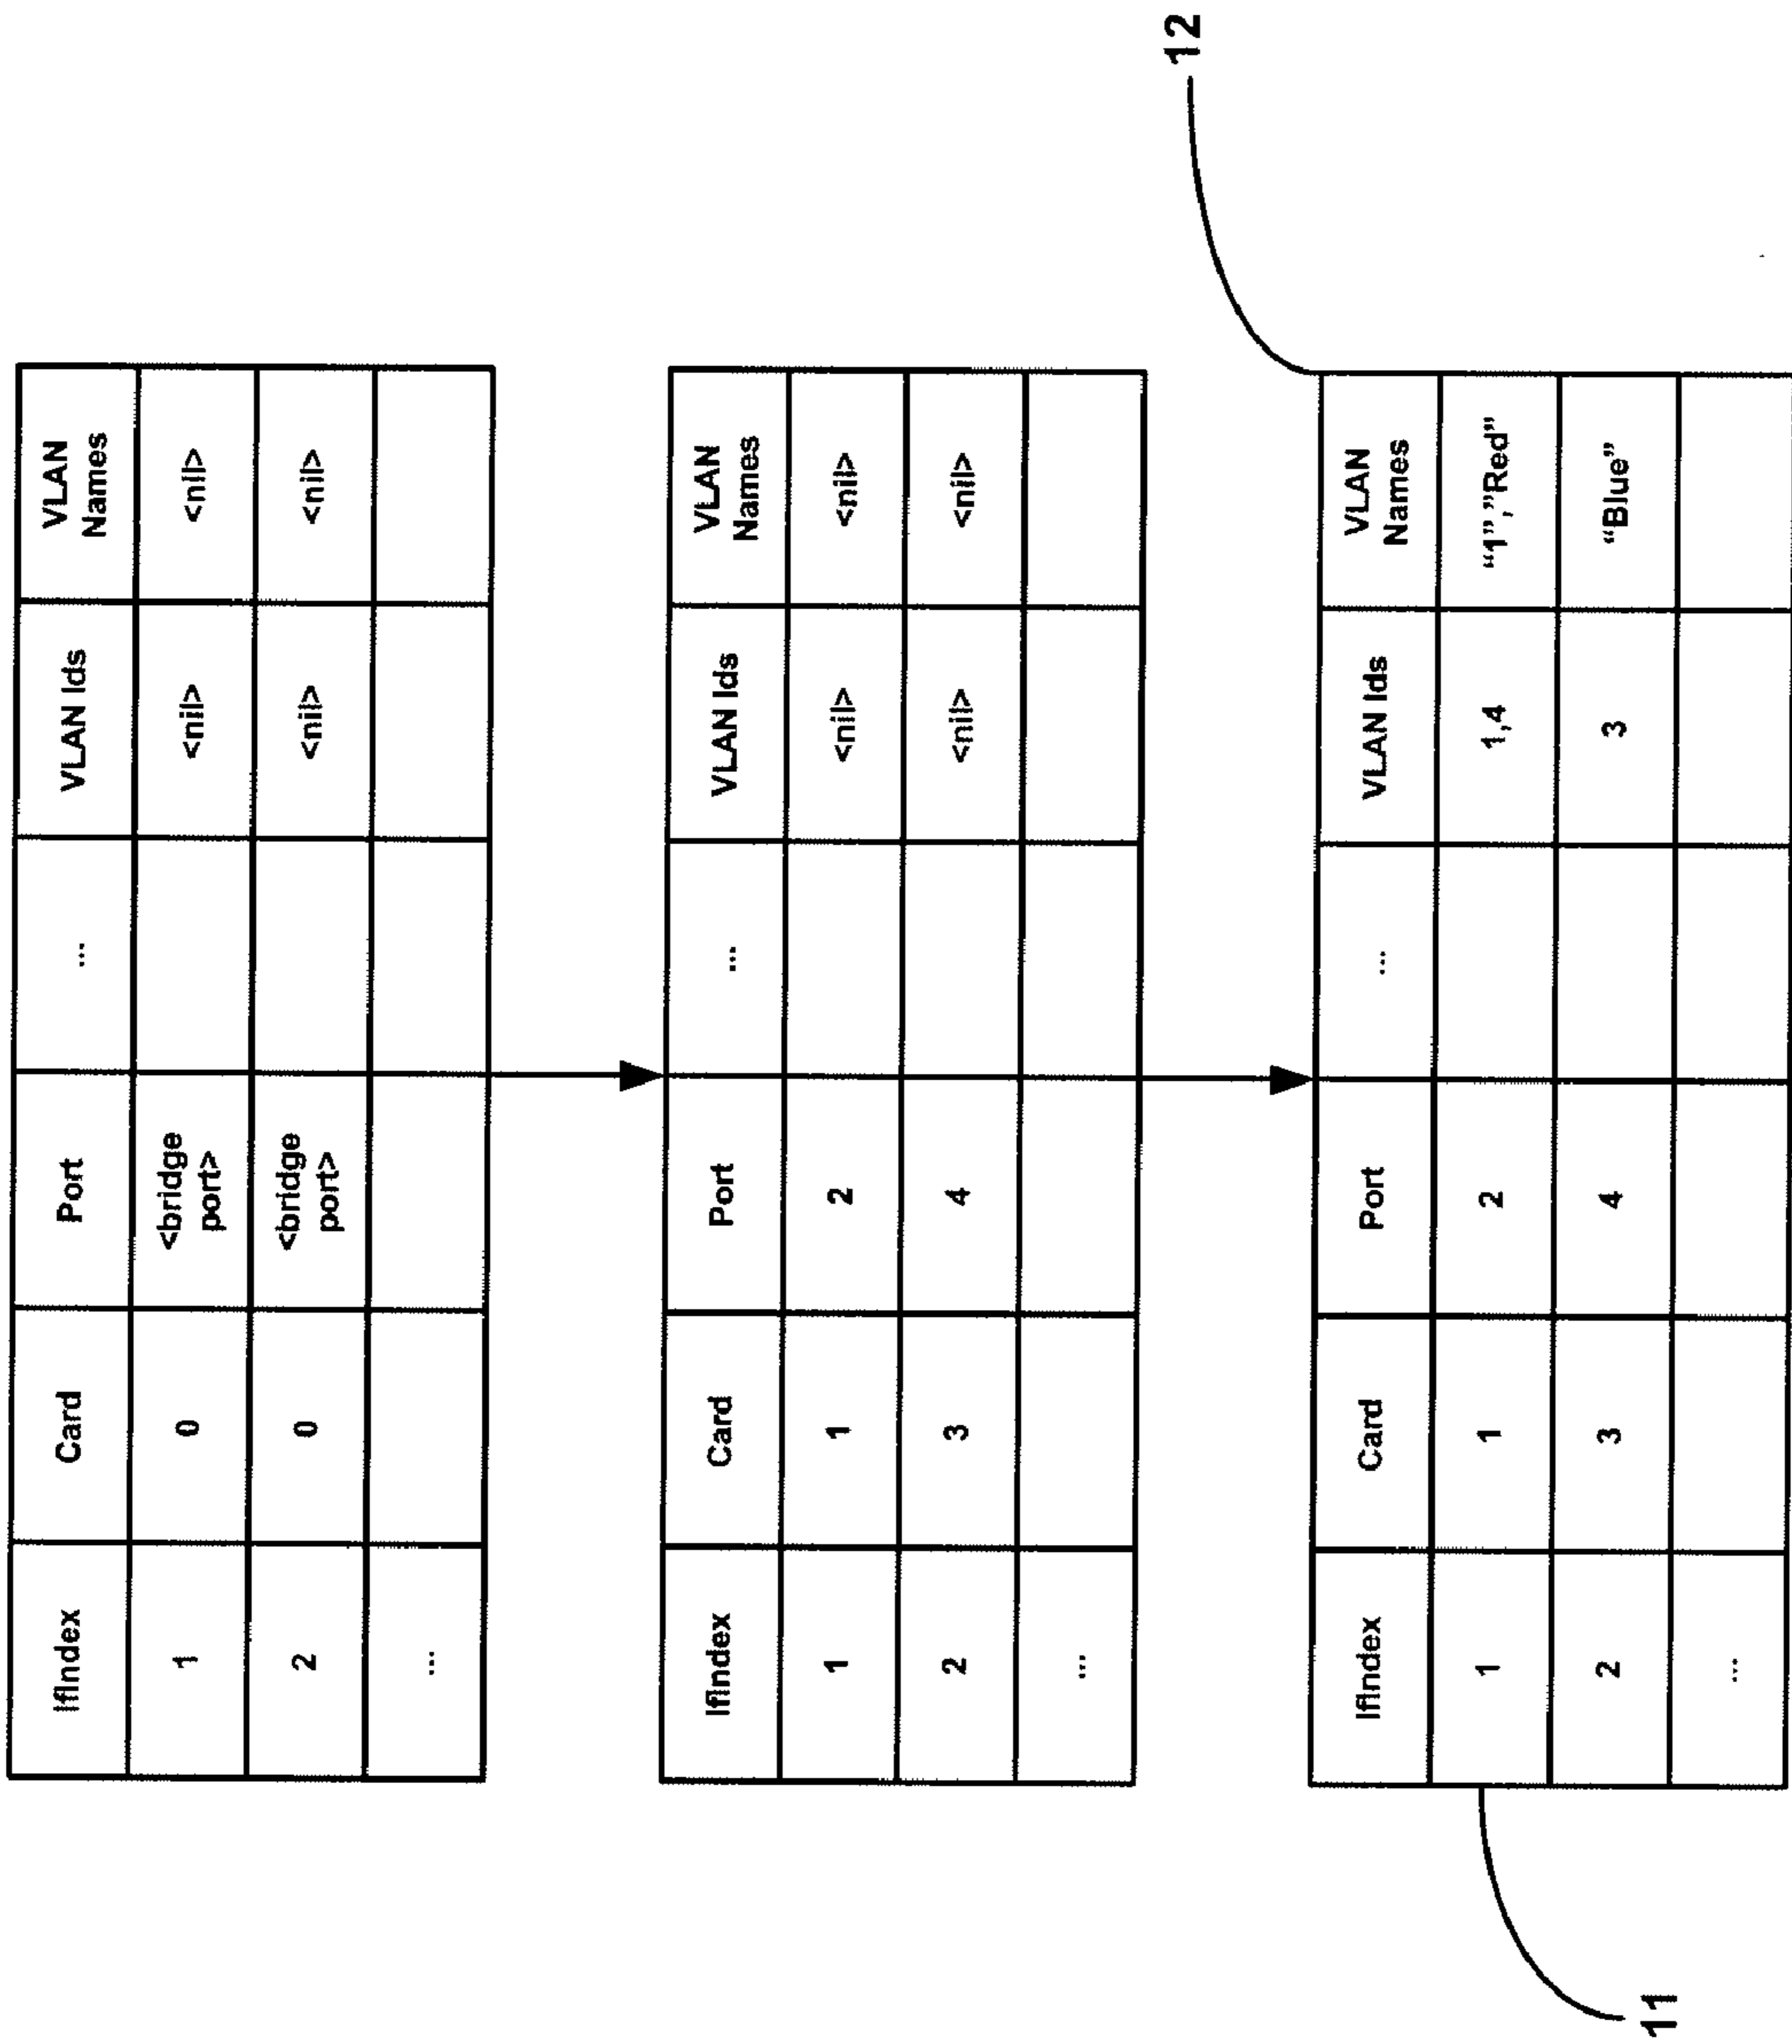 IfIndex Card Port ... VLAN Ids VLAN Names
1 0 <bridge port> <nil> <nil>
2 0 <bridge port> <nil> <nil>
...
IfIndex Card Port ... VLAN Ids VLAN Names
1 1 2 <nil> <nil>
2 3 4 <nil> <nil>
...
12
IfIndex Card Port ... VLAN Ids VLAN Names
1 1 2 1,4 “1”,”Red”
2 3 4 3 “Blue”
...
11